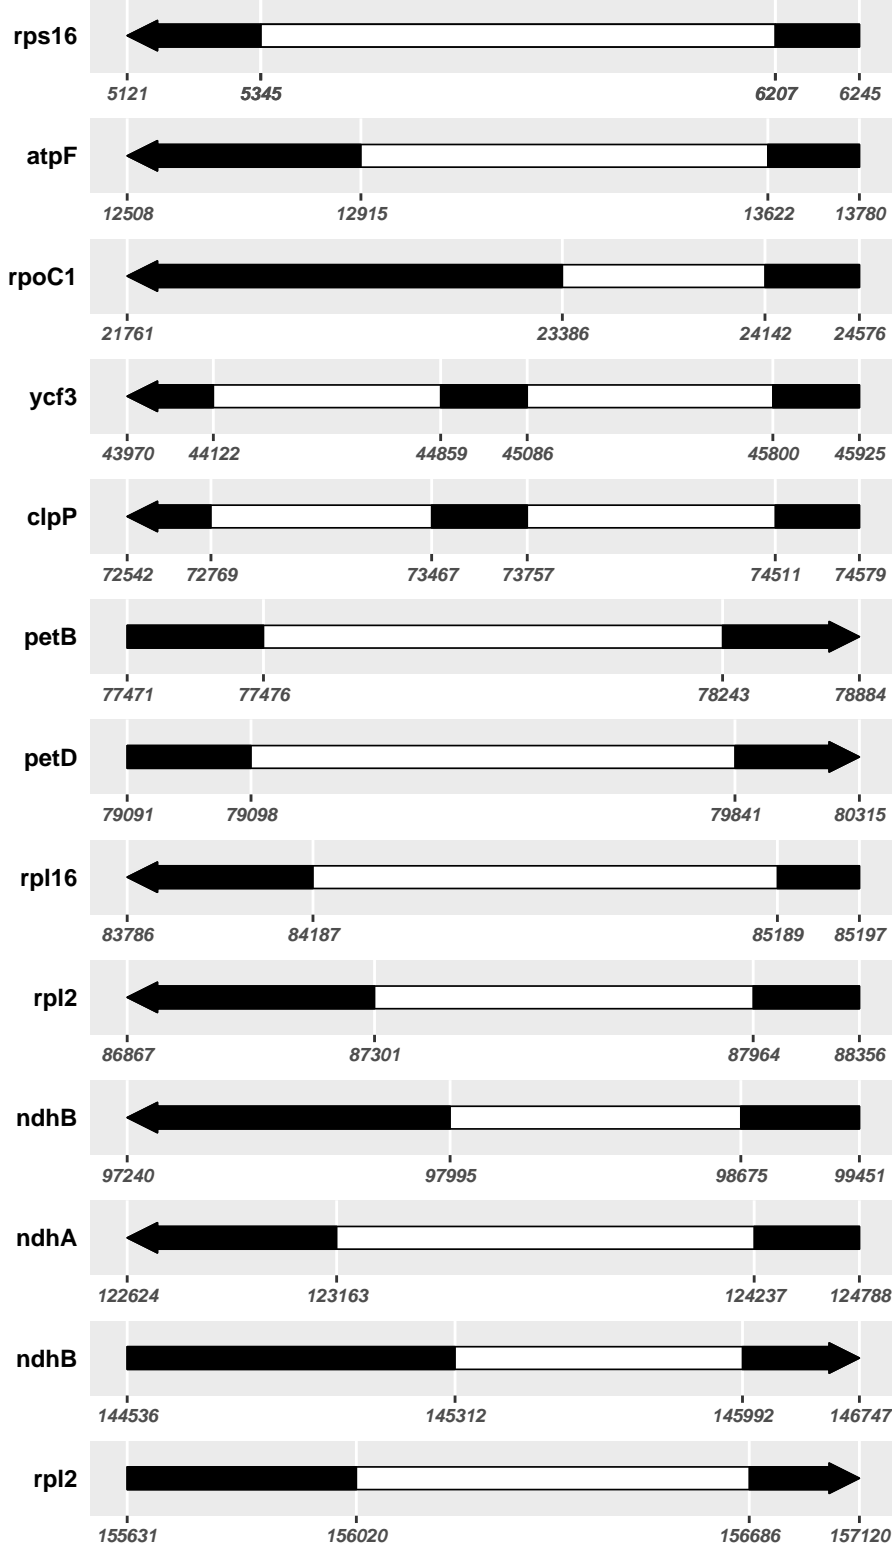 rps16
5121 5345 6207 6245
atpF
12508 12915 13622 13780
rpoC1
21761 23386 24142 24576
ycf3
43970 44122 44859 45086 45800 45925
clpP
72542 72769 73467 73757 74511 74579
petB
77471 77476 78243 78884
petD
79091 79098 79841 80315
rpl16
83786 84187 85189 85197
rpl2
86867 87301 87964 88356
ndhB
97240 97995 98675 99451
ndhA
122624 123163 124237 124788
ndhB
144536 145312 145992 146747
rpl2
155631 156020 156686 157120